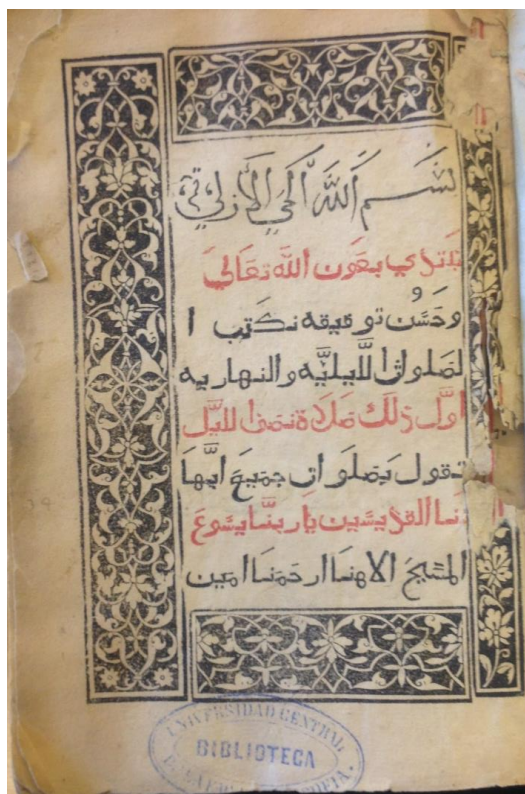 بسم الله الحي الازلي
نبتدي بعون الله تعالى
وحسن توفيقه نكتب ا
لصلوات الليليه والنهاريه
اول ذلك صلاة نصف الليل
تقول بصلوات جميع ابها
تنا القديسين يا ربنا يشوع
المسيح الاهنا ارحمنا امين
UNIVERSIDAD CENTRAL
BIBLIOTECA